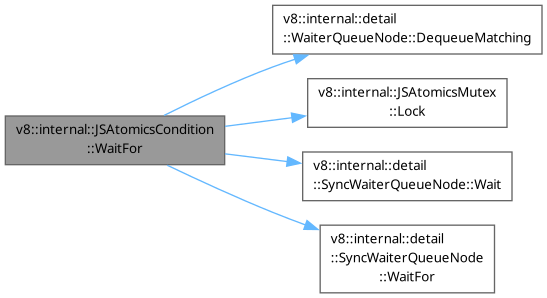 v8::internal::JSAtomicsCondition
::WaitFor
v8::internal::detail
::WaiterQueueNode::DequeueMatching
v8::internal::JSAtomicsMutex
::Lock
v8::internal::detail
::SyncWaiterQueueNode::Wait
v8::internal::detail
::SyncWaiterQueueNode
::WaitFor